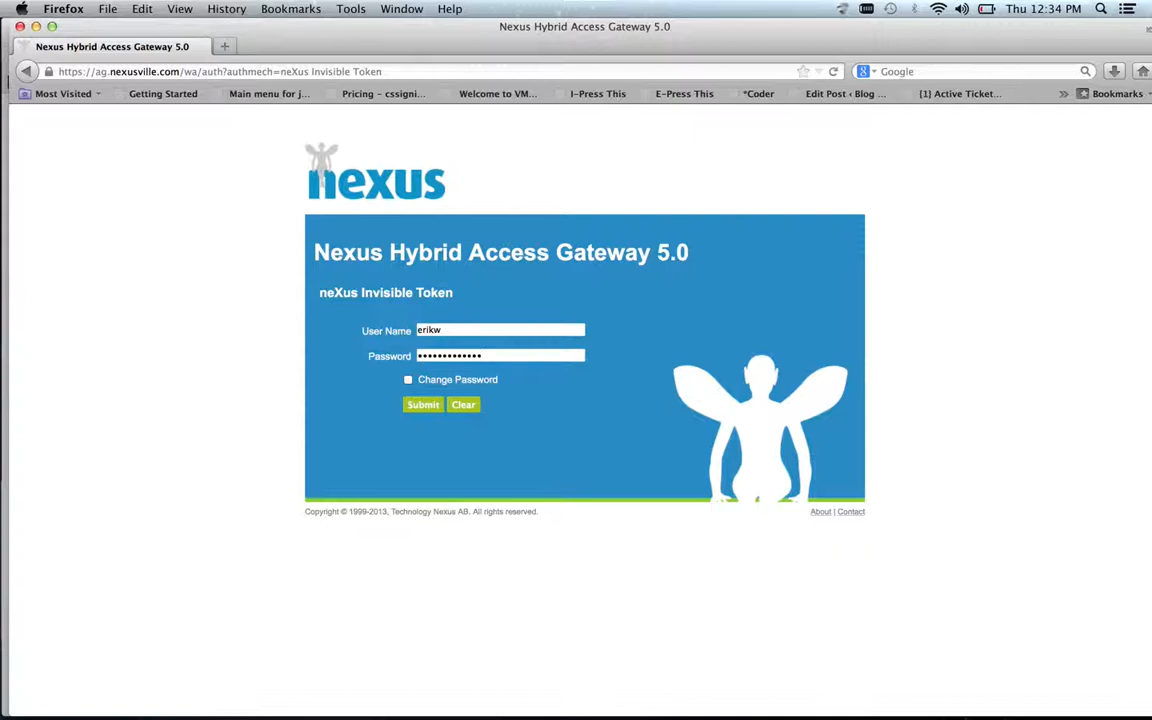 Firefox File Edit View History Bookmarks Tools Window Help Thu 12:34 PM
Nexus Hybrid Access Gateway 5.0
Nexus Hybrid Access Gateway 5.0
https://ag.nexusville.com/wa/auth?authmech=neXus Invisible Token Google
Most Visited Getting Started Main menu for j... Pricing - cssigni... Welcome to VM... I-Press This E-Press This *Coder Edit Post ‹ Blog ... [1] Active Ticket... Bookmarks
nexus
Nexus Hybrid Access Gateway 5.0
neXus Invisible Token
User Name erikw
Password •••••••••••••
Change Password
Submit Clear
Copyright © 1999-2013, Technology Nexus AB, All rights reserved. About | Contact